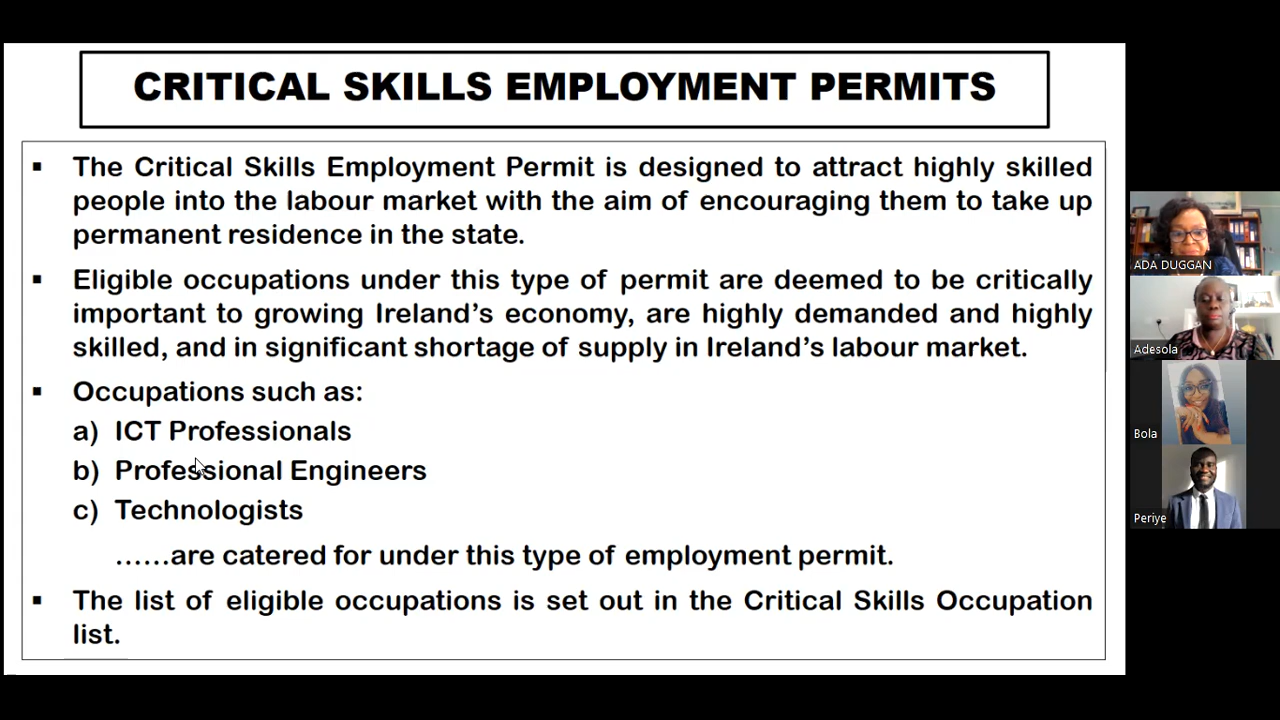 CRITICAL SKILLS EMPLOYMENT PERMITS
▪ The Critical Skills Employment Permit is designed to attract highly skilled
people into the labour market with the aim of encouraging them to take up
permanent residence in the state.
▪ Eligible occupations under this type of permit are deemed to be critically
important to growing Ireland’s economy, are highly demanded and highly
skilled, and in significant shortage of supply in Ireland’s labour market.
▪ Occupations such as:
a) ICT Professionals
b) Professional Engineers
c) Technologists
……are catered for under this type of employment permit.
▪ The list of eligible occupations is set out in the Critical Skills Occupation
list.
ADA DUGGAN
Adesola
Bola
Periye